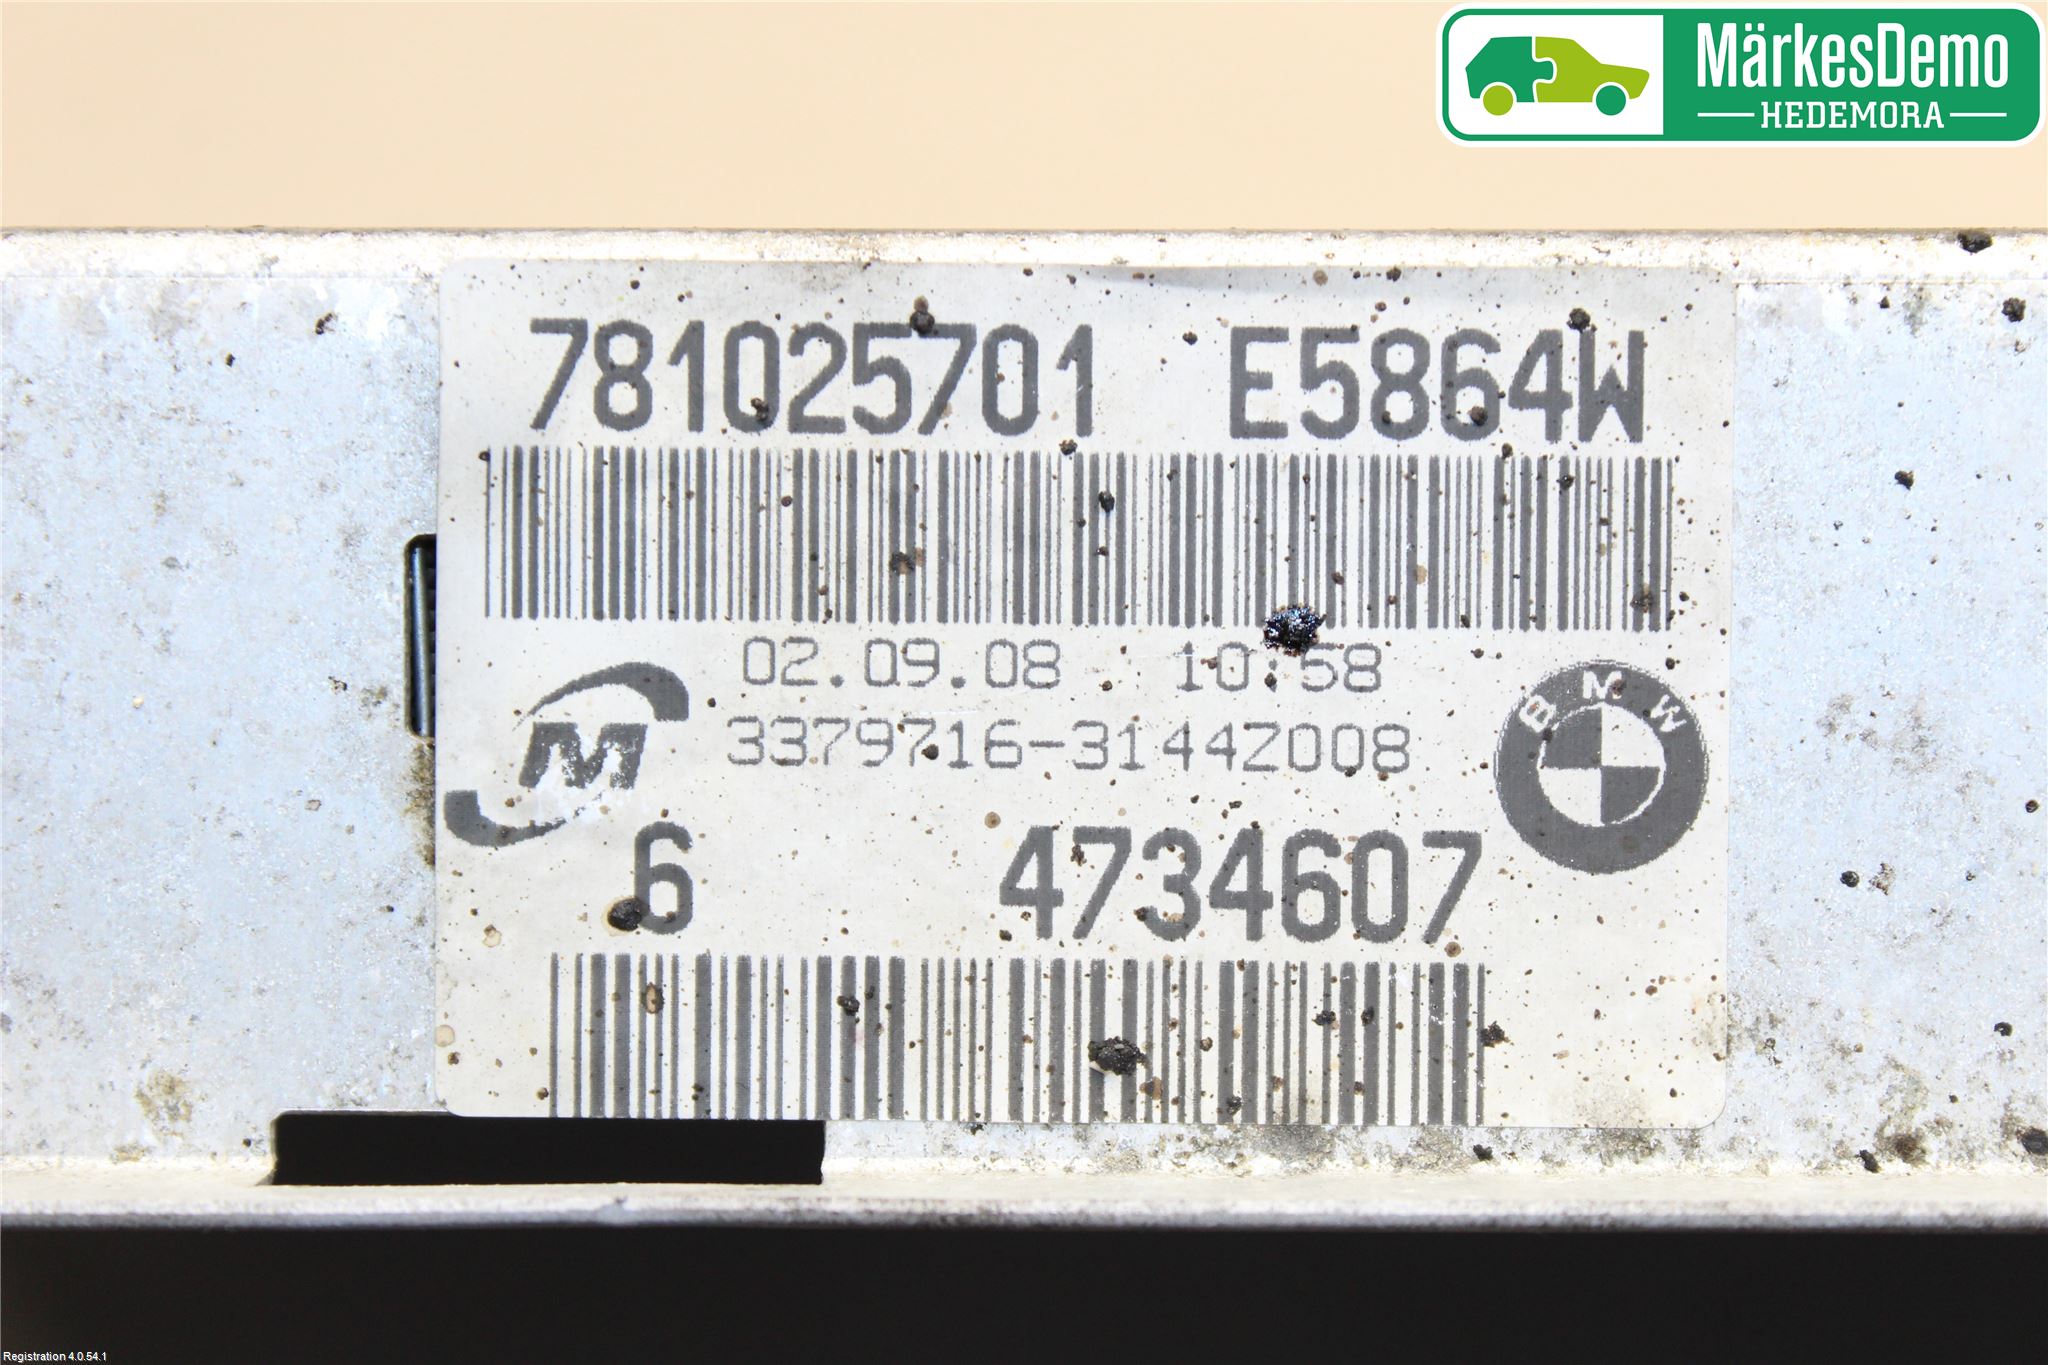 MärkesDemo
HEDEMORA
781025701 E5864W
02.09.08 10:58
3379716-3144Z008
M
BMW
6 4734607
Registration 4.0.54.1